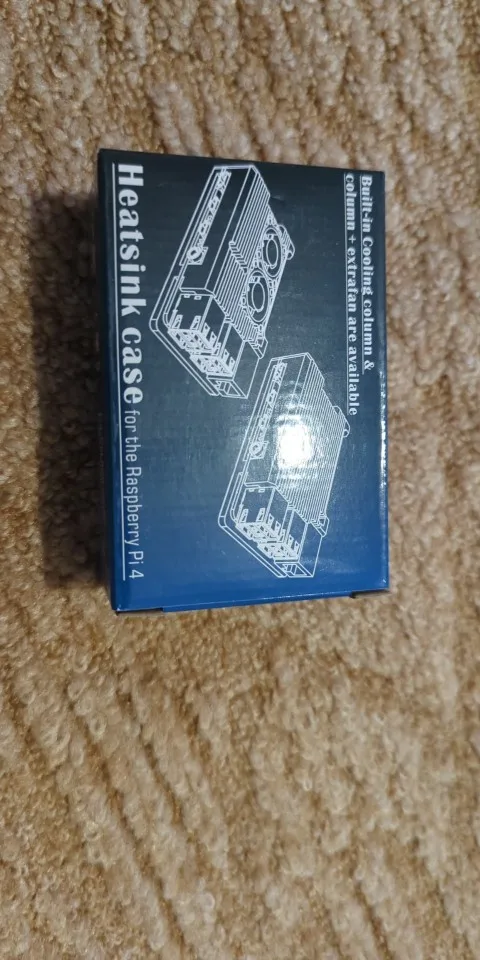 Built-in Cooling column &
column + extrafan are available
Heatsink case for the Raspberry Pi 4